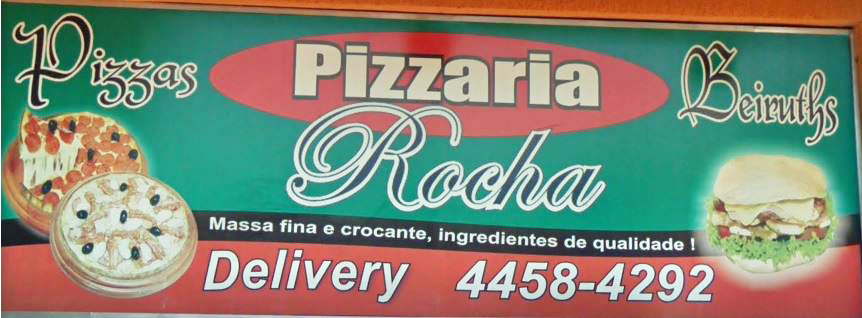 Pizzas
Pizzaria
Beiruths
Rocha
Massa fina e crocante, ingredientes de qualidade !
Delivery 4458-4292